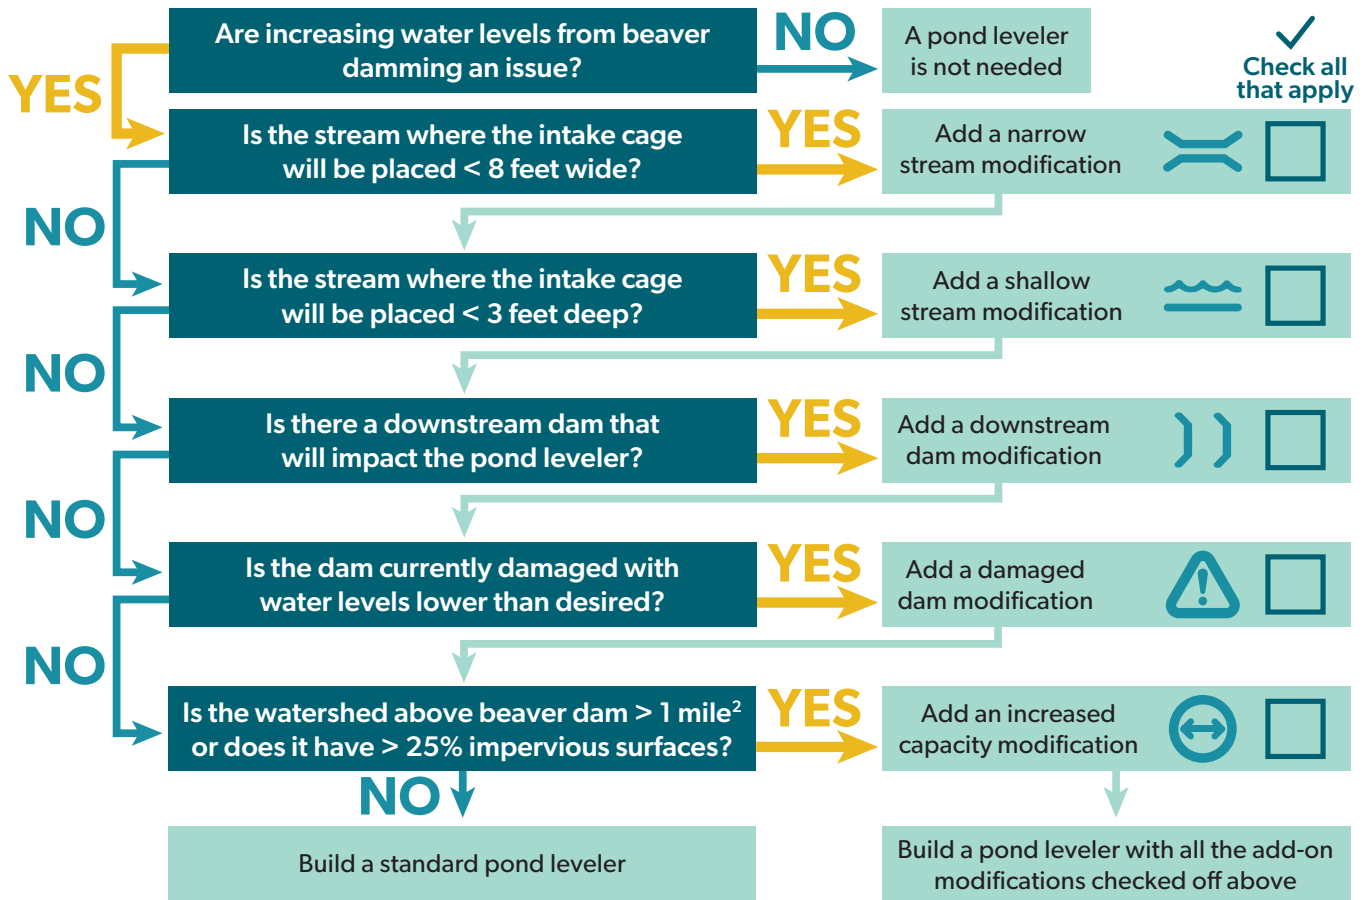 Are increasing water levels from beaver
damming an issue?
NO
A pond leveler
is not needed
Check all
that apply
YES
Is the stream where the intake cage
will be placed < 8 feet wide?
YES
Add a narrow
stream modification
NO
Is the stream where the intake cage
will be placed < 3 feet deep?
YES
Add a shallow
stream modification
NO
Is there a downstream dam that
will impact the pond leveler?
YES
Add a downstream
dam modification
NO
Is the dam currently damaged with
water levels lower than desired?
YES
Add a damaged
dam modification
NO
Is the watershed above beaver dam > 1 mile²
or does it have > 25% impervious surfaces?
YES
Add an increased
capacity modification
NO
Build a standard pond leveler
Build a pond leveler with all the add-on
modifications checked off above